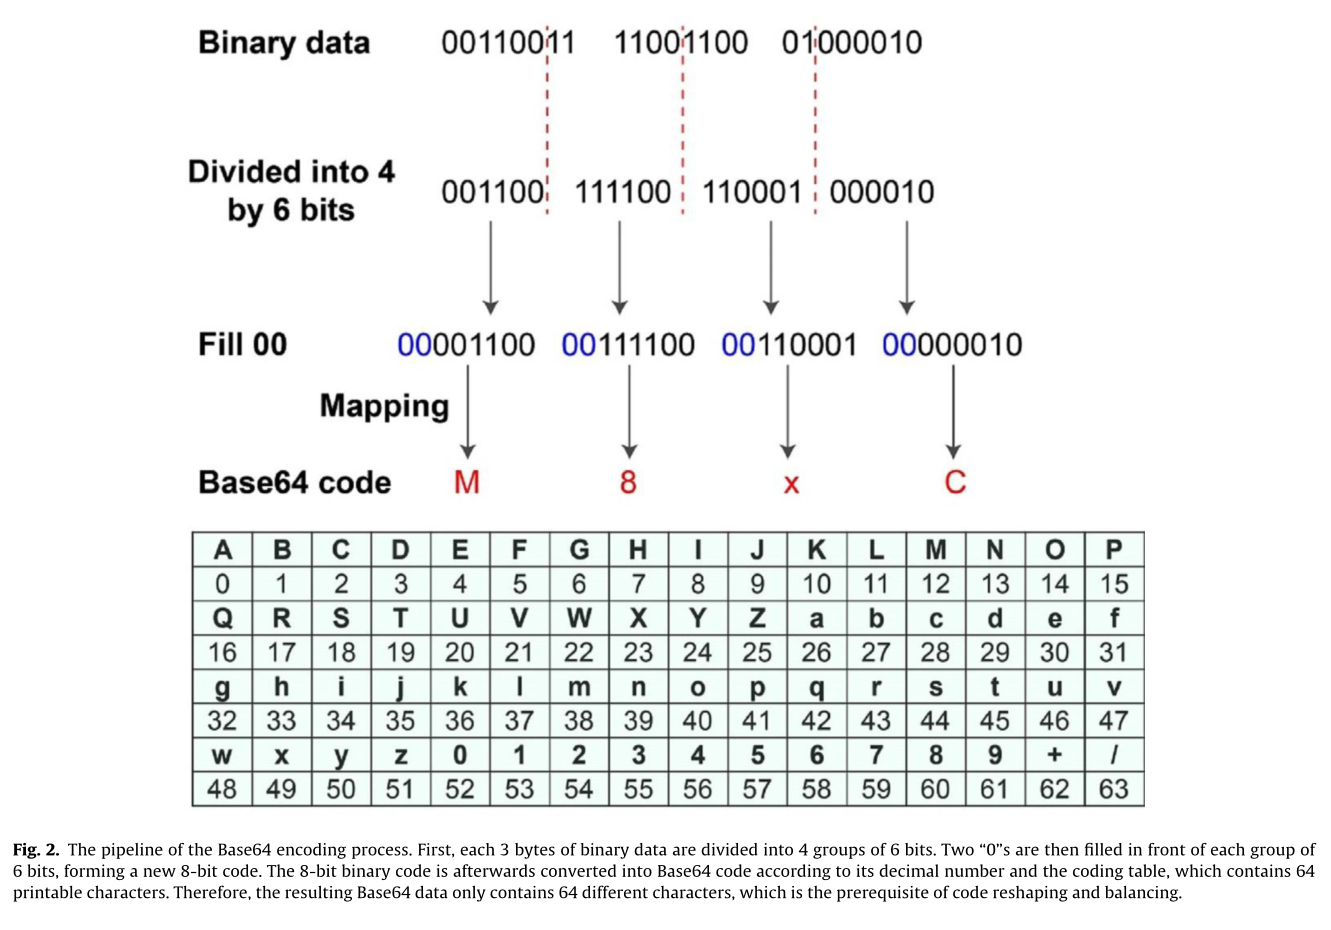 Binary data 00110011 11001100 01000010
Divided into 4
by 6 bits
001100 111100 110001 000010
Fill 00 00001100 00111100 00110001 00000010
Mapping
Base64 code M 8 x C
A B C D E F G H I J K L M N O P
0 1 2 3 4 5 6 7 8 9 10 11 12 13 14 15
Q R S T U V W X Y Z a b c d e f
16 17 18 19 20 21 22 23 24 25 26 27 28 29 30 31
g h i j k l m n o p q r s t u v
32 33 34 35 36 37 38 39 40 41 42 43 44 45 46 47
w x y z 0 1 2 3 4 5 6 7 8 9 + /
48 49 50 51 52 53 54 55 56 57 58 59 60 61 62 63
Fig. 2. The pipeline of the Base64 encoding process. First, each 3 bytes of binary data are divided into 4 groups of 6 bits. Two “0”s are then filled in front of each group of
6 bits, forming a new 8-bit code. The 8-bit binary code is afterwards converted into Base64 code according to its decimal number and the coding table, which contains 64
printable characters. Therefore, the resulting Base64 data only contains 64 different characters, which is the prerequisite of code reshaping and balancing.